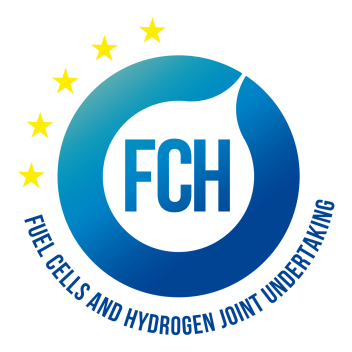 FCH
FUEL CELLS AND HYDROGEN JOINT UNDERTAKING